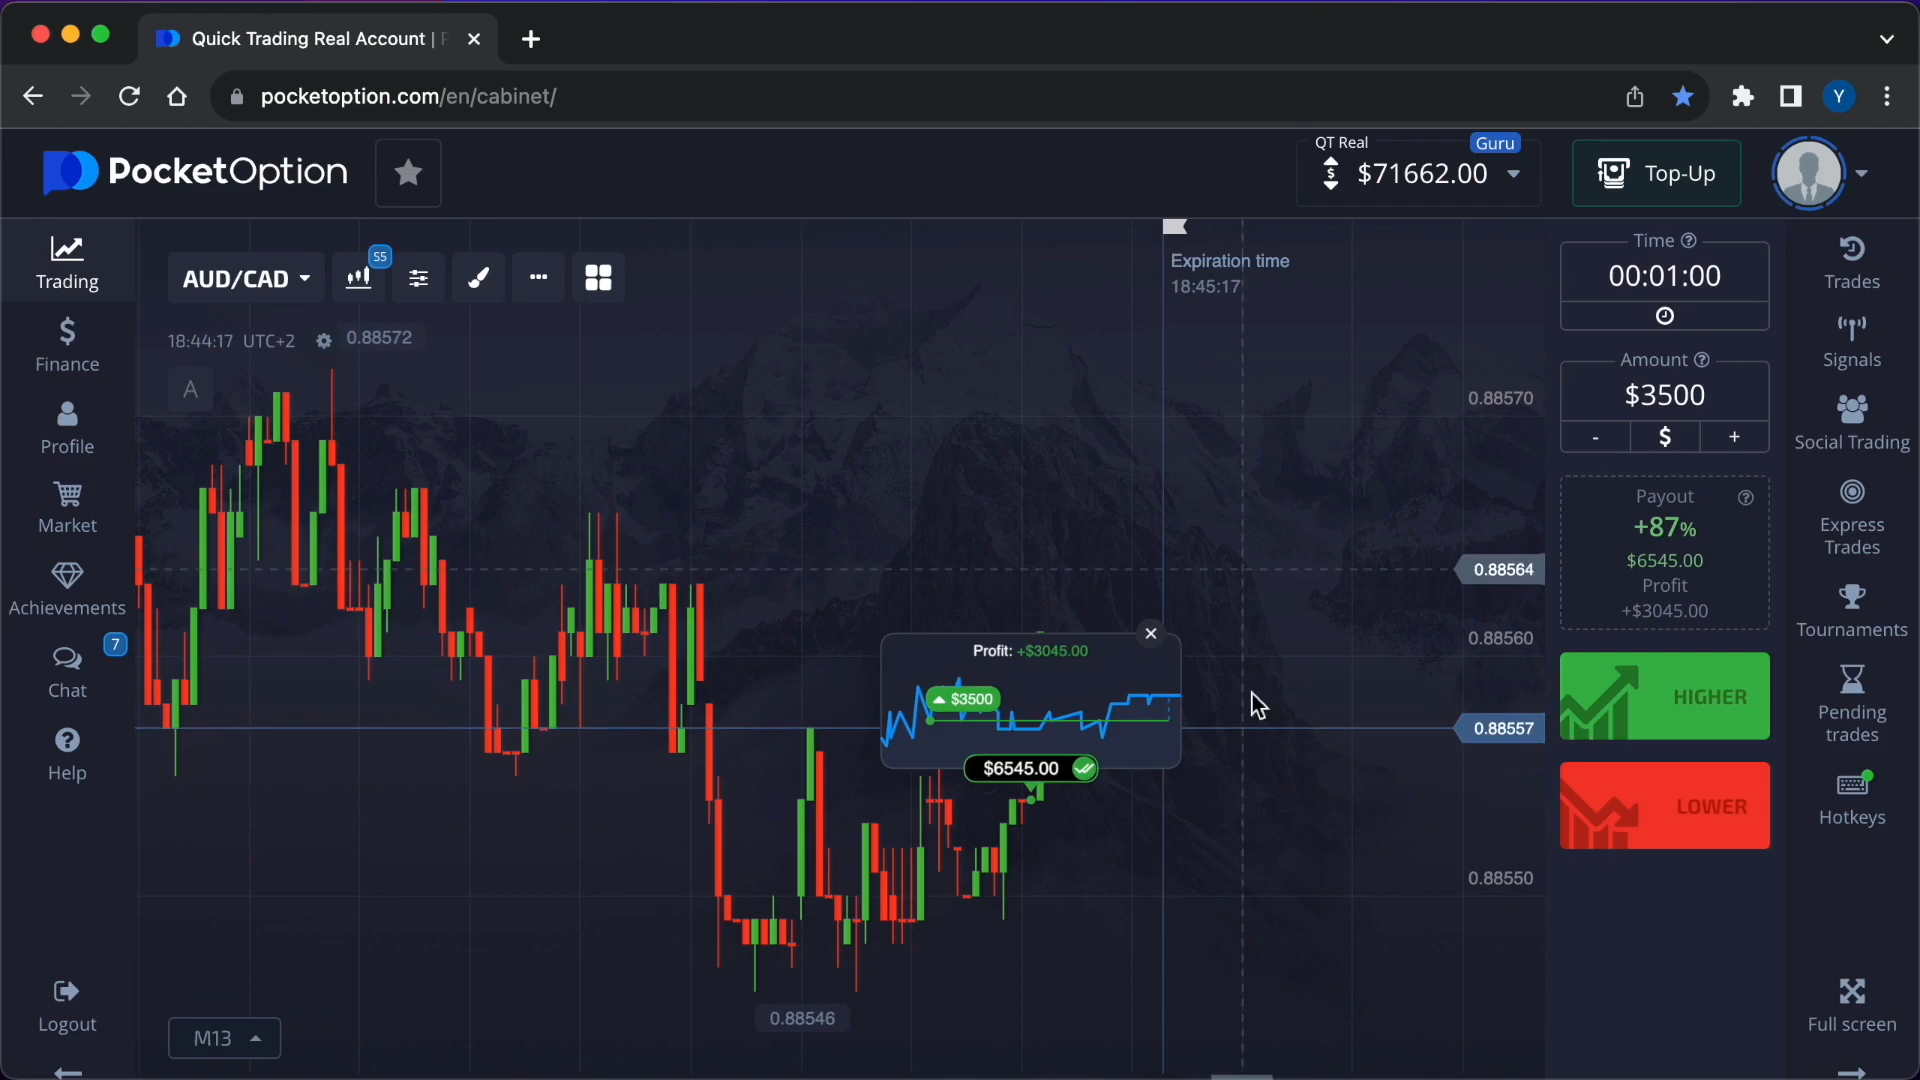 Quick Trading Real Account |
pocketoption.com/en/cabinet/
Y
PocketOption
QT Real
Guru
$71662.00
Top-Up
Trading
Finance
Profile
Market
Achievements
7
Chat
Help
Logout
AUD/CAD
S5
18:44:17 UTC+2
0.88572
A
Expiration time
18:45:17
0.88570
0.88564
0.88560
0.88557
0.88550
0.88546
Profit: +$3045.00
$3500
$6545.00
M13
Time
00:01:00
Amount
$3500
- $ +
Payout
+87%
$6545.00
Profit
+$3045.00
HIGHER
LOWER
Trades
Signals
Social Trading
Express
Trades
Tournaments
Pending
trades
Hotkeys
Full screen